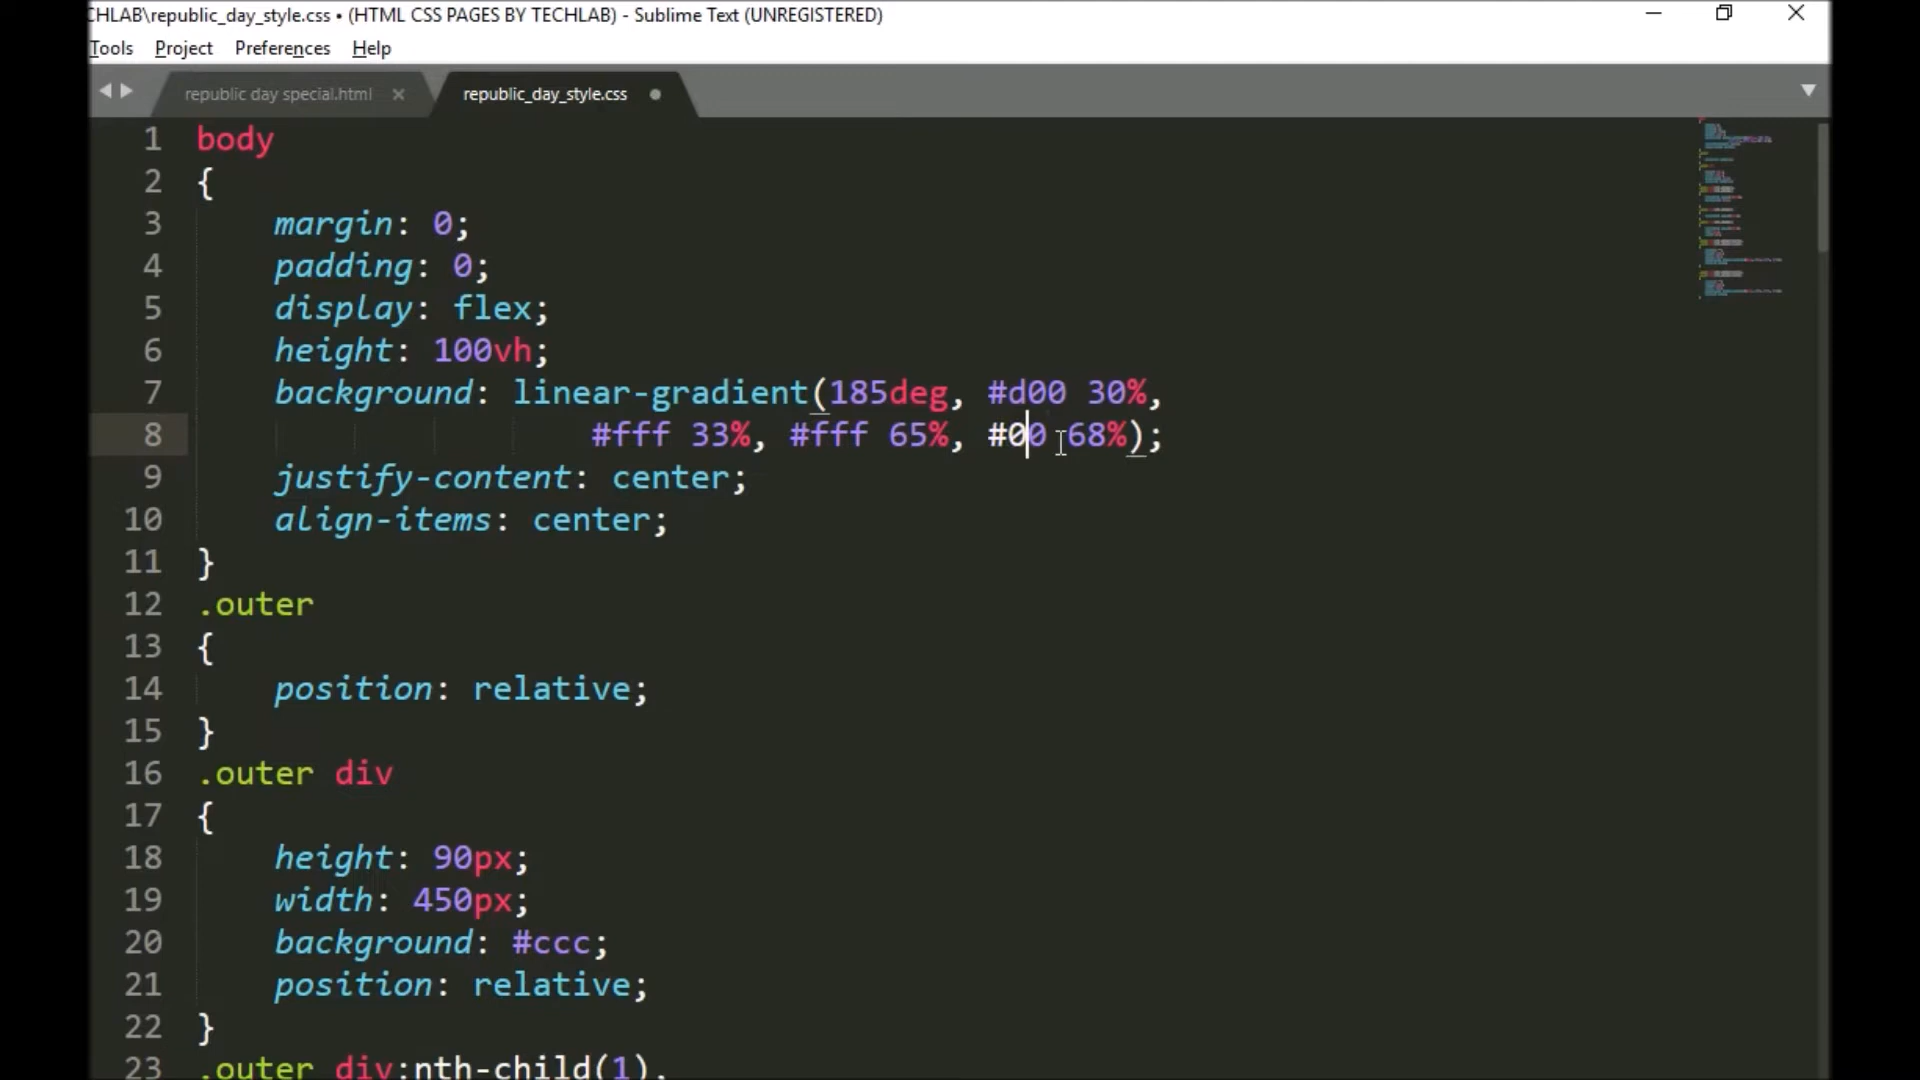 CHLAB\republic_day_style.css • (HTML CSS PAGES BY TECHLAB) - Sublime Text (UNREGISTERED)
Tools Project Preferences Help
republic day special.html republic_day_style.css
1 body
2 {
3 margin: 0;
4 padding: 0;
5 display: flex;
6 height: 100vh;
7 background: linear-gradient(185deg, #d00 30%,
8 #fff 33%, #fff 65%, #00 68%);
9 justify-content: center;
10 align-items: center;
11 }
12 .outer
13 {
14 position: relative;
15 }
16 .outer div
17 {
18 height: 90px;
19 width: 450px;
20 background: #ccc;
21 position: relative;
22 }
23 .outer div:nth-child(1),